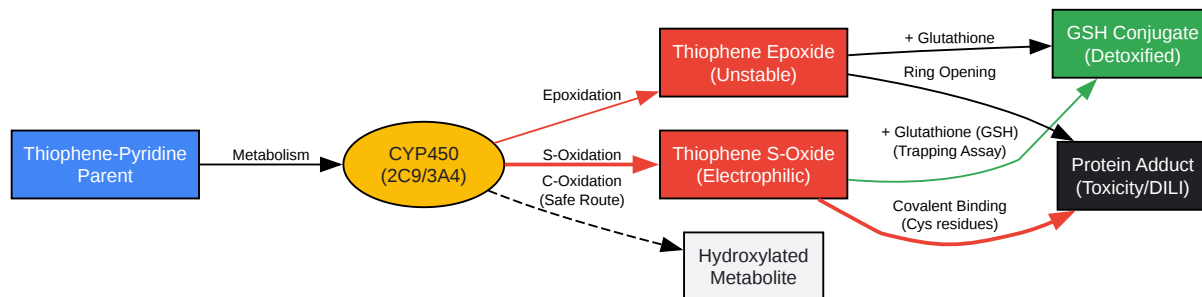 Thiophene-Pyridine
Parent
Metabolism
CYP450
(2C9/3A4)
Epoxidation
S-Oxidation
C-Oxidation
(Safe Route)
Thiophene Epoxide
(Unstable)
Thiophene S-Oxide
(Electrophilic)
Hydroxylated
Metabolite
+ Glutathione
Ring Opening
+ Glutathione (GSH)
(Trapping Assay)
Covalent Binding
(Cys residues)
GSH Conjugate
(Detoxified)
Protein Adduct
(Toxicity/DILI)